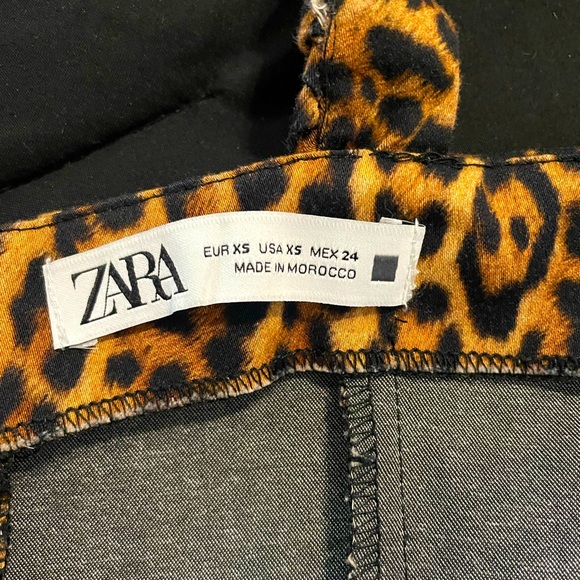 ZARA
EUR XS USA XS MEX 24
MADE IN MOROCCO